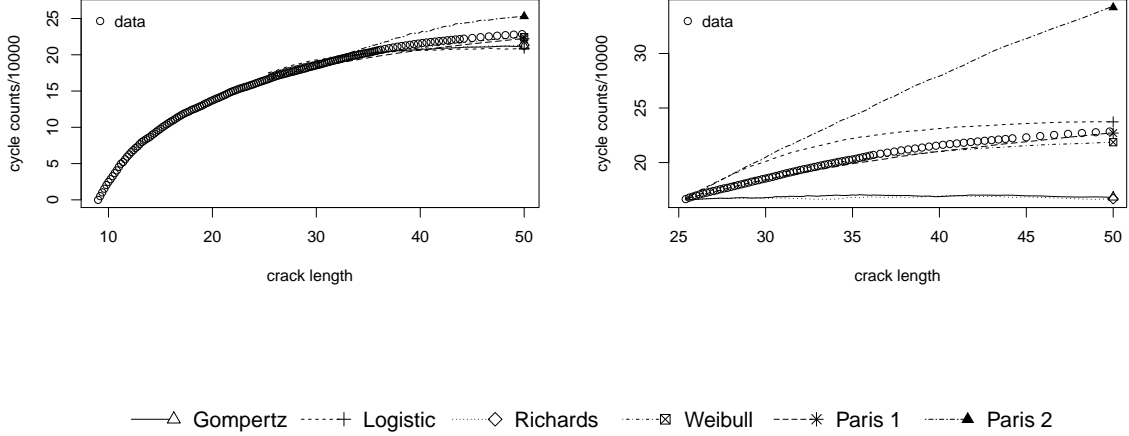 data
cycle counts/10000
25
20
15
10
5
0
10
20
30
40
50
crack length
data
cycle counts/10000
30
25
20
25
30
35
40
45
50
crack length
Gompertz
Logistic
Richards
Weibull
Paris 1
Paris 2